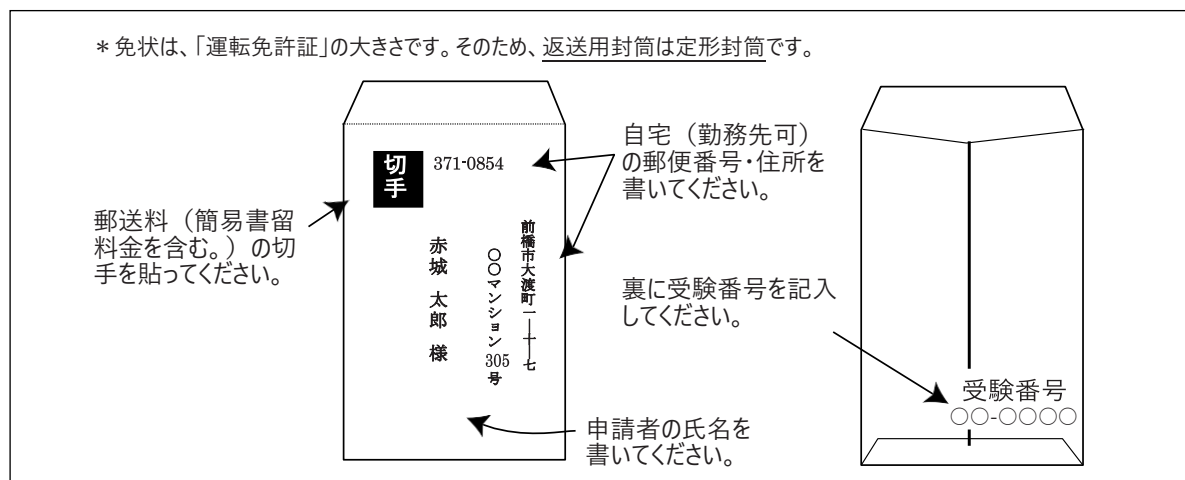 ＊免状は、「運転免許証」の大きさです。そのため、返送用封筒は定形封筒です。
切手
371-0854
自宅（勤務先可）
の郵便番号・住所を
書いてください。
郵送料（簡易書留
料金を含む。）の切
手を貼ってください。
前橋市大渡町一―十―七
〇〇マンション305号
赤城 太郎 様
裏に受験番号を記入
してください。
受験番号
〇〇-〇〇〇〇
申請者の氏名を
書いてください。